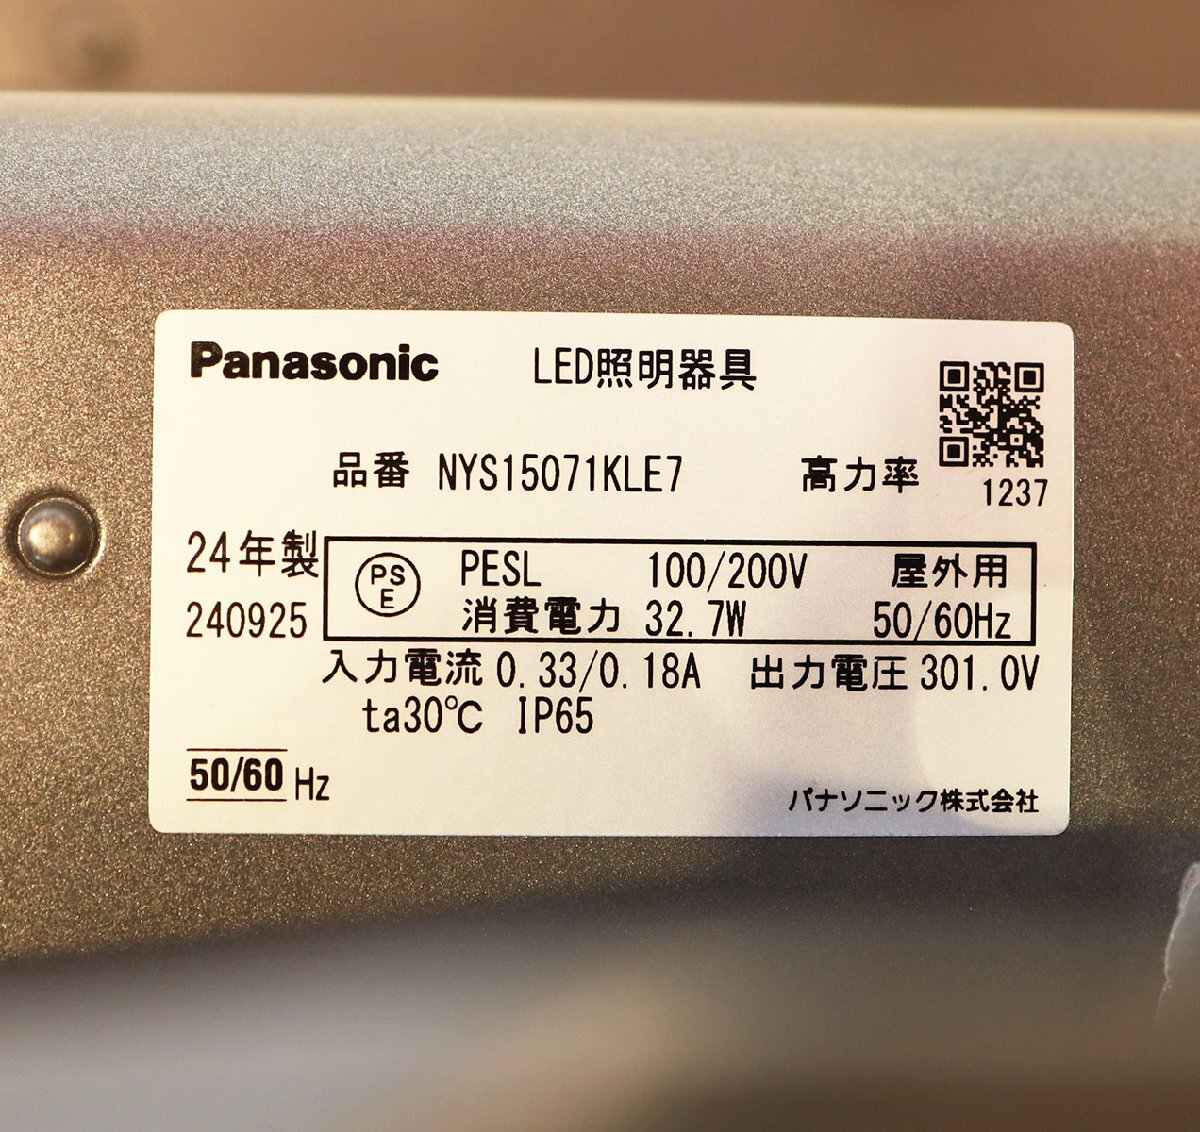 Panasonic LED照明器具
品番 NYS15071KLE7 高力率
1237
24年製 PSE PESL 100/200V 屋外用
240925 消費電力 32.7W 50/60Hz
入力電流 0.33/0.18A 出力電圧 301.0V
ta30℃ IP65
50/60 Hz
パナソニック株式会社